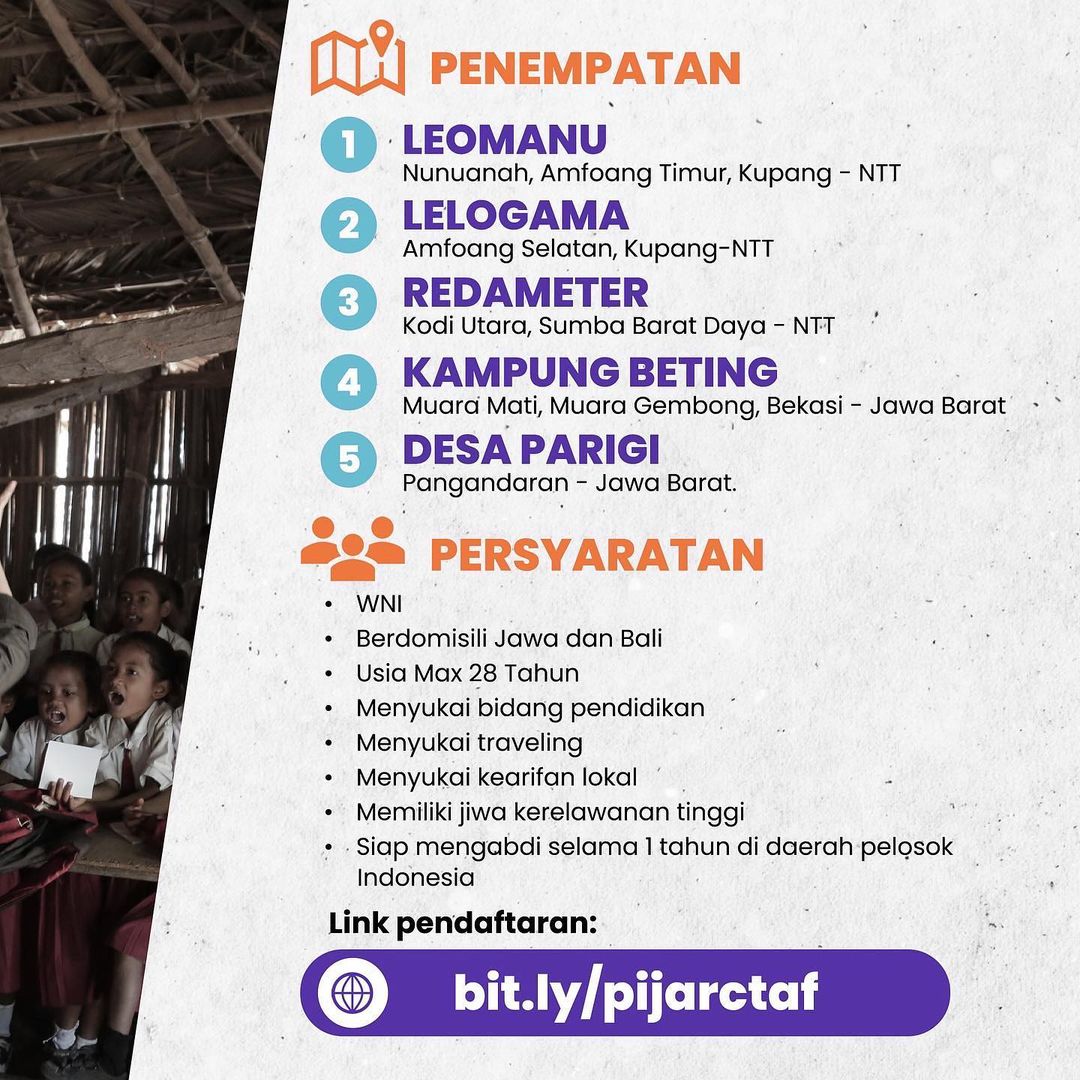 PENEMPATAN
1 LEOMANU
Nunuanah, Amfoang Timur, Kupang - NTT
2 LELOGAMA
Amfoang Selatan, Kupang-NTT
3 REDAMETER
Kodi Utara, Sumba Barat Daya - NTT
4 KAMPUNG BETING
Muara Mati, Muara Gembong, Bekasi - Jawa Barat
5 DESA PARIGI
Pangandaran - Jawa Barat.
PERSYARATAN
• WNI
• Berdomisili Jawa dan Bali
• Usia Max 28 Tahun
• Menyukai bidang pendidikan
• Menyukai traveling
• Menyukai kearifan lokal
• Memiliki jiwa kerelawanan tinggi
• Siap mengabdi selama 1 tahun di daerah pelosok
Indonesia
Link pendaftaran:
bit.ly/pijarctaf